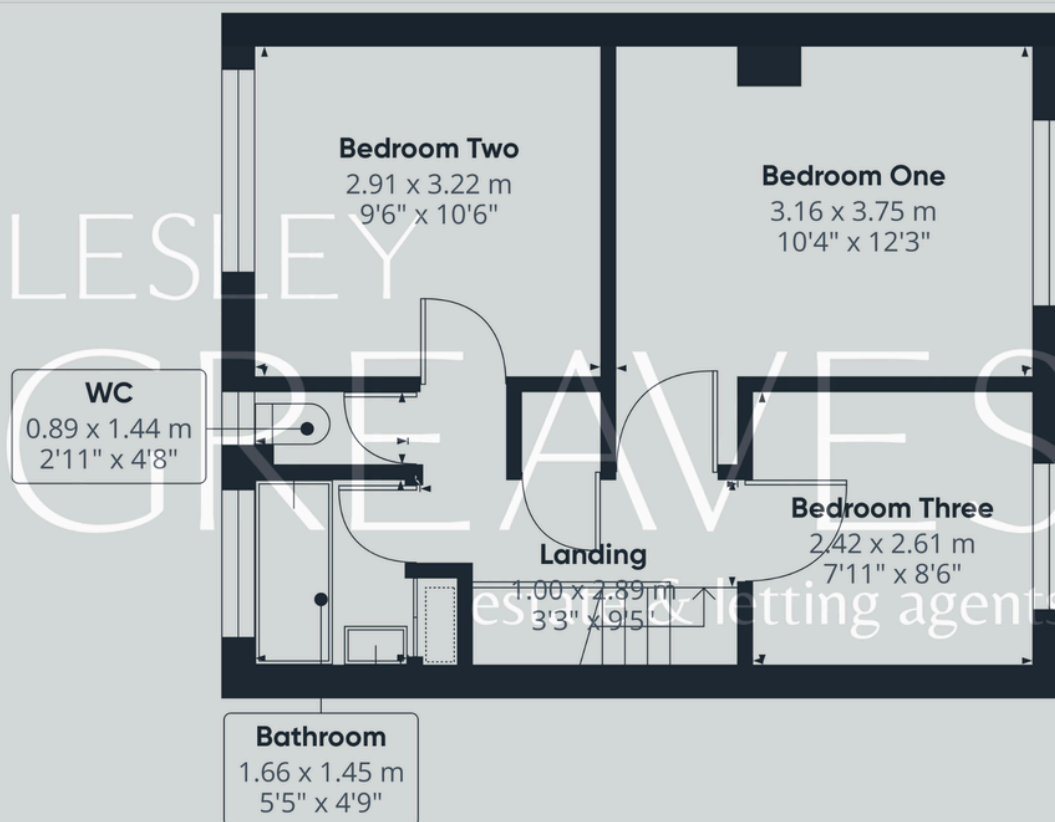 Bedroom Two
2.91 x 3.22 m
9'6" x 10'6"
Bedroom One
3.16 x 3.75 m
10'4" x 12'3"
LESLEY
GREAVES
estate & letting agents
WC
0.89 x 1.44 m
2'11" x 4'8"
Bedroom Three
2.42 x 2.61 m
7'11" x 8'6"
Landing
1.00 x 2.89 m
3'3" x 9'5"
Bathroom
1.66 x 1.45 m
5'5" x 4'9"